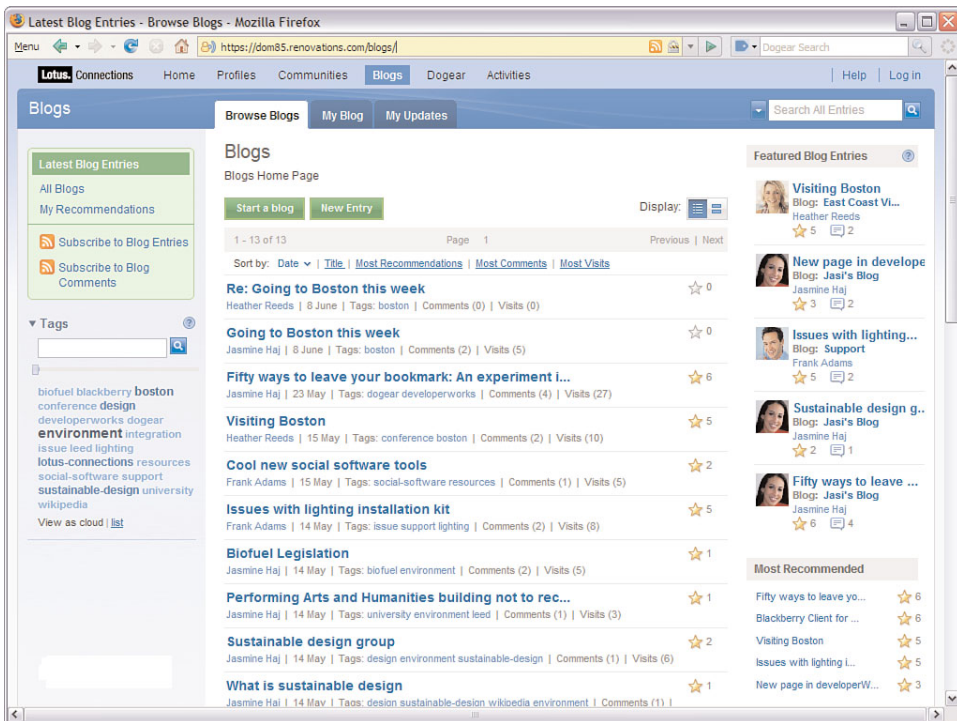 Latest Blog Entries - Browse Blogs - Mozilla Firefox
Menu https://dom85.renovations.com/blogs/ Dogear Search
Lotus. Connections Home Profiles Communities Blogs Dogear Activities Help | Log in
Blogs Browse Blogs My Blog My Updates Search All Entries
Latest Blog Entries
All Blogs
My Recommendations
Subscribe to Blog Entries
Subscribe to Blog
Comments
Tags
biofuel blackberry boston
conference design
developerworks dogear
environment integration
issue leed lighting
lotus-connections resources
social-software support
sustainable-design university
wikipedia
View as cloud | list
Blogs
Blogs Home Page
Start a blog New Entry Display:
1 - 13 of 13 Page 1 Previous | Next
Sort by: Date | Title | Most Recommendations | Most Comments | Most Visits
Re: Going to Boston this week 0
Heather Reeds | 8 June | Tags: boston | Comments (0) | Visits (0)
Going to Boston this week 0
Jasmine Haj | 8 June | Tags: boston | Comments (2) | Visits (5)
Fifty ways to leave your bookmark: An experiment i... 6
Jasmine Haj | 23 May | Tags: dogear developerworks | Comments (4) | Visits (27)
Visiting Boston 5
Heather Reeds | 15 May | Tags: conference boston | Comments (2) | Visits (10)
Cool new social software tools 2
Frank Adams | 15 May | Tags: social-software resources | Comments (1) | Visits (5)
Issues with lighting installation kit 5
Frank Adams | 14 May | Tags: issue support lighting | Comments (2) | Visits (8)
Biofuel Legislation 1
Jasmine Haj | 14 May | Tags: biofuel environment | Comments (2) | Visits (5)
Performing Arts and Humanities building not to rec... 1
Jasmine Haj | 14 May | Tags: university environment leed | Comments (1) | Visits (3)
Sustainable design group 2
Jasmine Haj | 14 May | Tags: design environment sustainable-design | Comments (1) | Visits (6)
What is sustainable design 1
Jasmine Haj | 14 May | Tags: design sustainable-design wikipedia environment | Comments (1) |
Featured Blog Entries ?
Visiting Boston
Blog: East Coast Vi...
Heather Reeds
5 2
New page in develope
Blog: Jasi's Blog
Jasmine Haj
3 2
Issues with lighting...
Blog: Support
Frank Adams
5 2
Sustainable design g..
Blog: Jasi's Blog
Jasmine Haj
2 1
Fifty ways to leave ...
Blog: Jasi's Blog
Jasmine Haj
6 4
Most Recommended
Fifty ways to leave yo... 6
Blackberry Client for ... 6
Visiting Boston 5
Issues with lighting i... 5
New page in developerW... 3